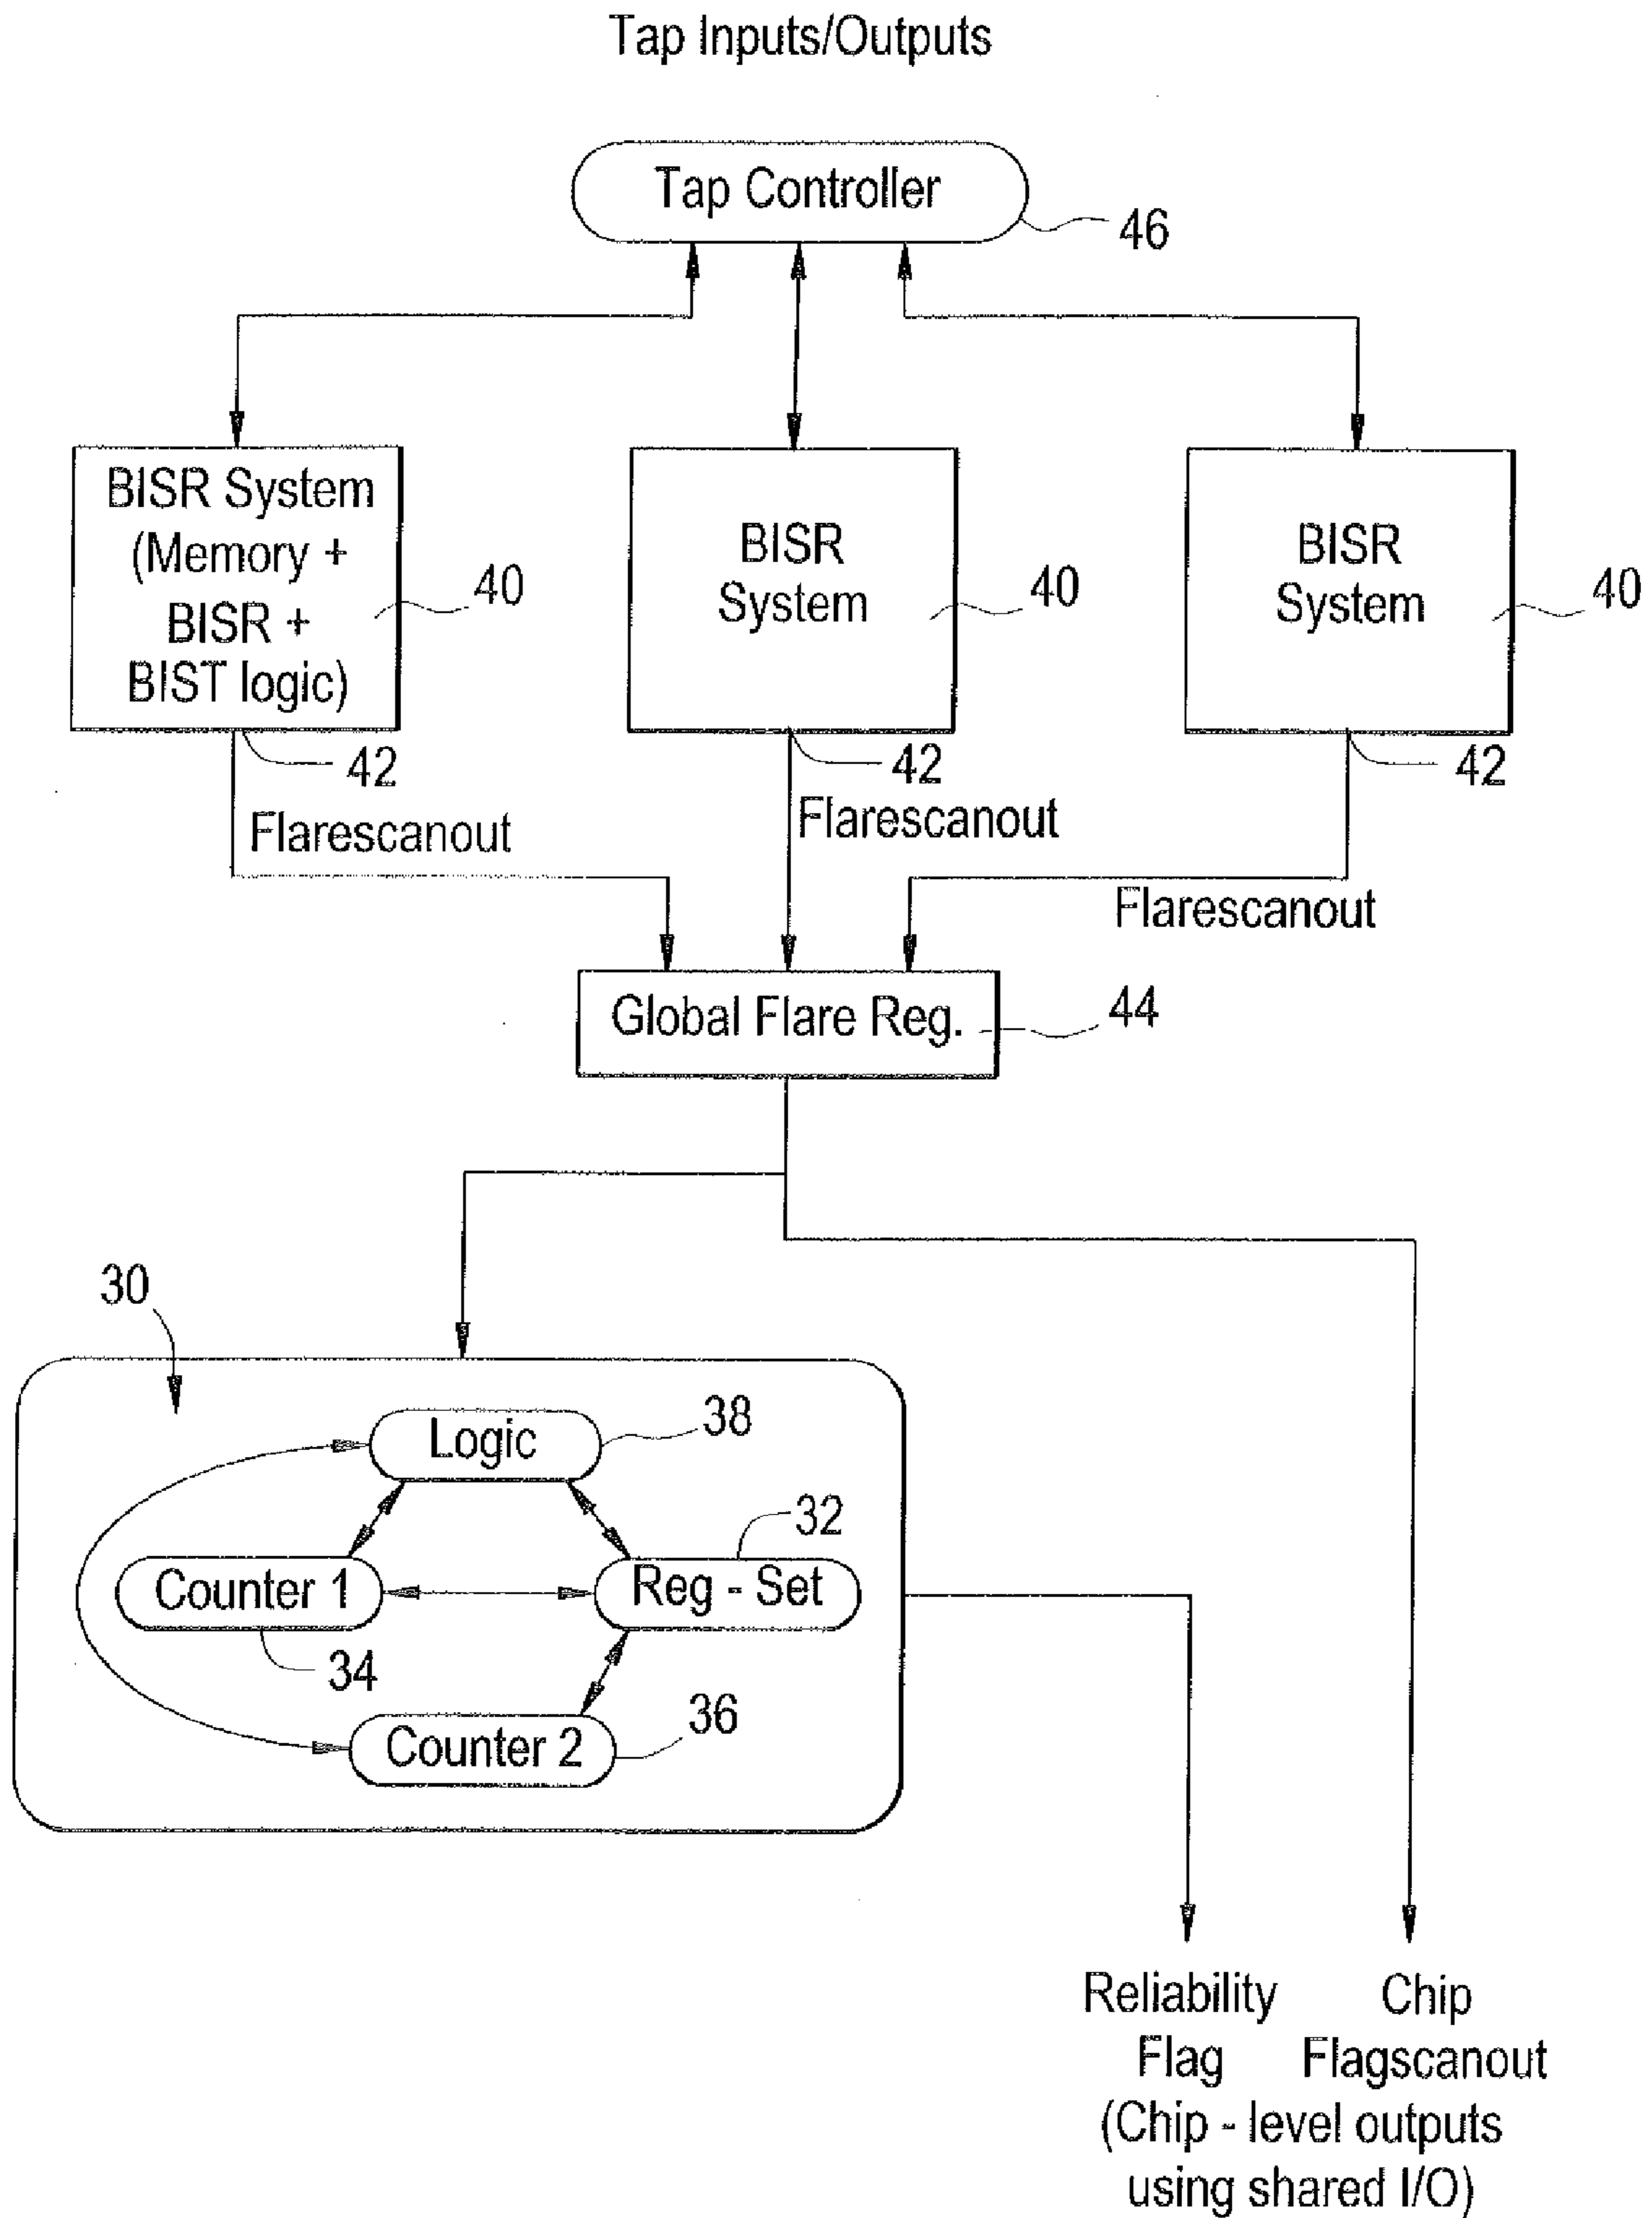 Tap Inputs/Outputs
Tap Controller
46
BISR System
(Memory +
BISR +
BIST logic)
40
BISR
System
40
BISR
System
40
42
42
42
Flarescanout
Flarescanout
Flarescanout
Global Flare Reg.
44
30
Logic
38
32
Counter 1
Reg - Set
34
36
Counter 2
Reliability
Flag
Chip
Flagscanout
(Chip - level outputs
using shared I/O)